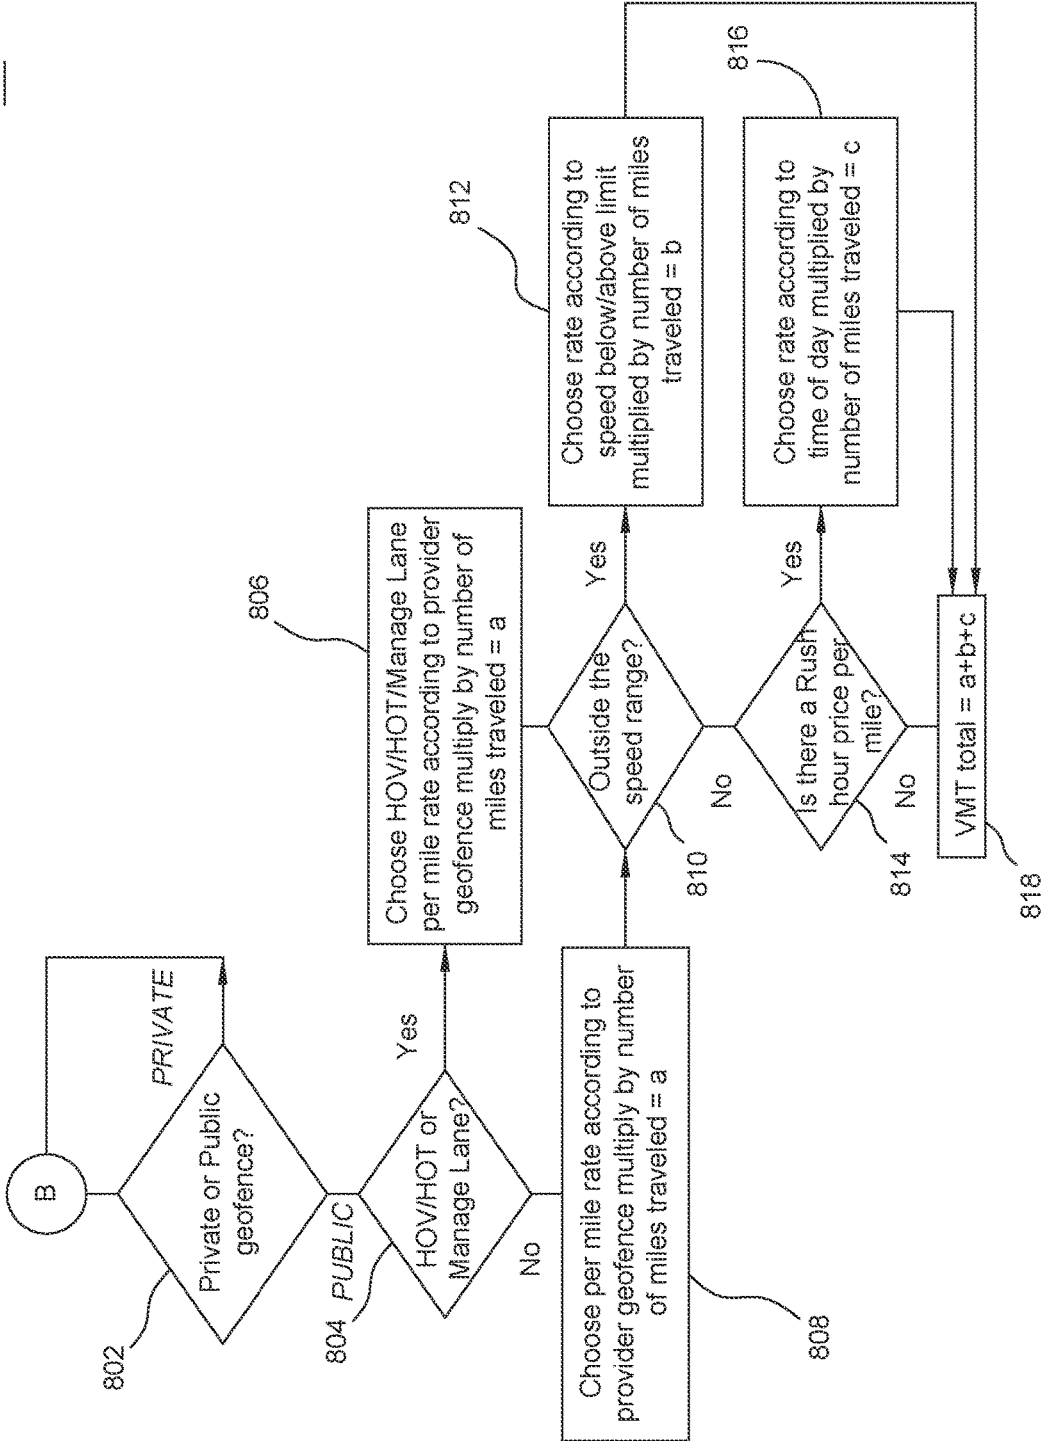 B
PRIVATE
Private or Public
geofence?
802
PUBLIC
HOV/HOT or
Manage Lane?
804
Yes
No
Choose HOV/HOT/Manage Lane
per mile rate according to provider
geofence multiply by number of
miles traveled = a
806
Choose per mile rate according to
provider geofence multiply by number
of miles traveled = a
808
Outside the
speed range?
810
Yes
No
Choose rate according to
speed below/above limit
multiplied by number of miles
traveled = b
812
Is there a Rush
hour price per
mile?
814
Yes
No
Choose rate according to
time of day multiplied by
number of miles traveled = c
816
VMT total = a+b+c
818